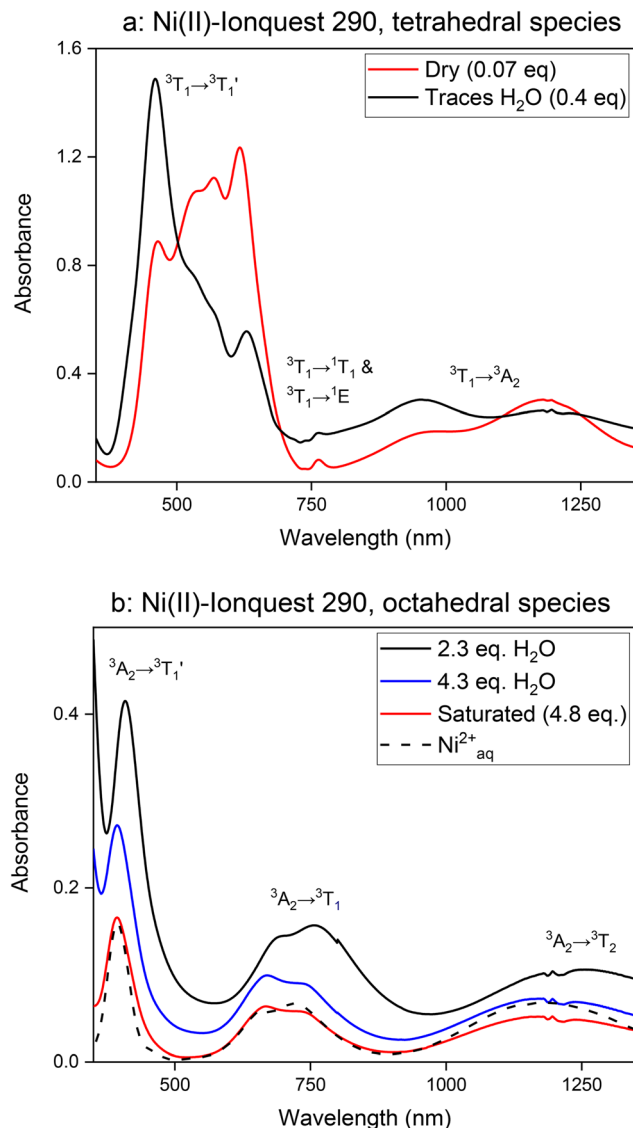 a: Ni(II)-Ionquest 290, tetrahedral species
1.6
³T₁→³T₁'
Dry (0.07 eq)
Traces H₂O (0.4 eq)
1.2
Absorbance
0.8
³T₁→¹T₁ &
³T₁→¹E
³T₁→³A₂
0.4
0.0
500
750
1000
1250
Wavelength (nm)
b: Ni(II)-Ionquest 290, octahedral species
³A₂→³T₁'
2.3 eq. H₂O
4.3 eq. H₂O
Saturated (4.8 eq.)
Ni²⁺aq
0.4
Absorbance
0.2
³A₂→³T₁
³A₂→³T₂
0.0
500
750
1000
1250
Wavelength (nm)